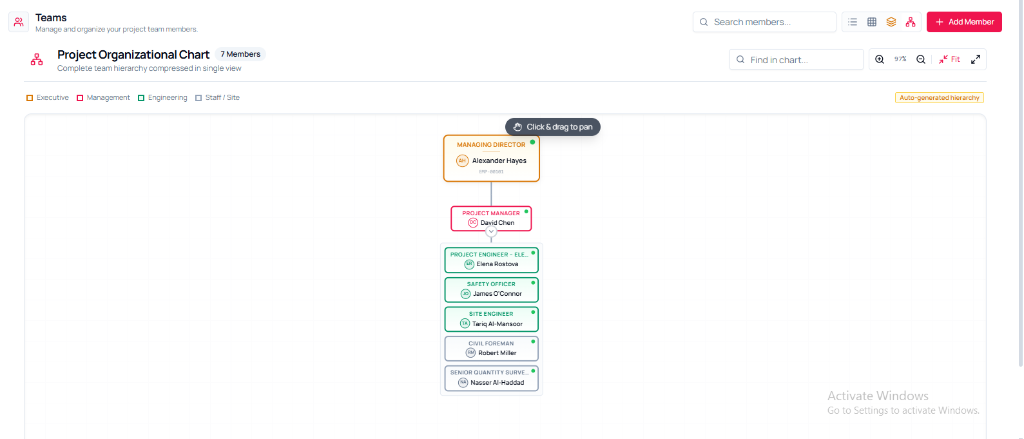 Teams
Manage and organize your project team members.
Search members...
Add Member
Project Organizational Chart
7 Members
Complete team hierarchy compressed in single view
Find in chart...
97%
Fit
Executive
Management
Engineering
Staff / Site
Auto-generated hierarchy
Click & drag to pan
MANAGING DIRECTOR
AH
Alexander Hayes
PROJECT MANAGER
DC
David Chen
PROJECT ENGINEER - ELE...
Elena Rostova
SAFETY OFFICER
JO
James O'Connor
SITE ENGINEER
Tariq Al-Mansoor
CIVIL FOREMAN
RM
Robert Miller
SENIOR QUANTITY SURVE...
Nasser Al-Haddad
Activate Windows
Go to Settings to activate Windows.